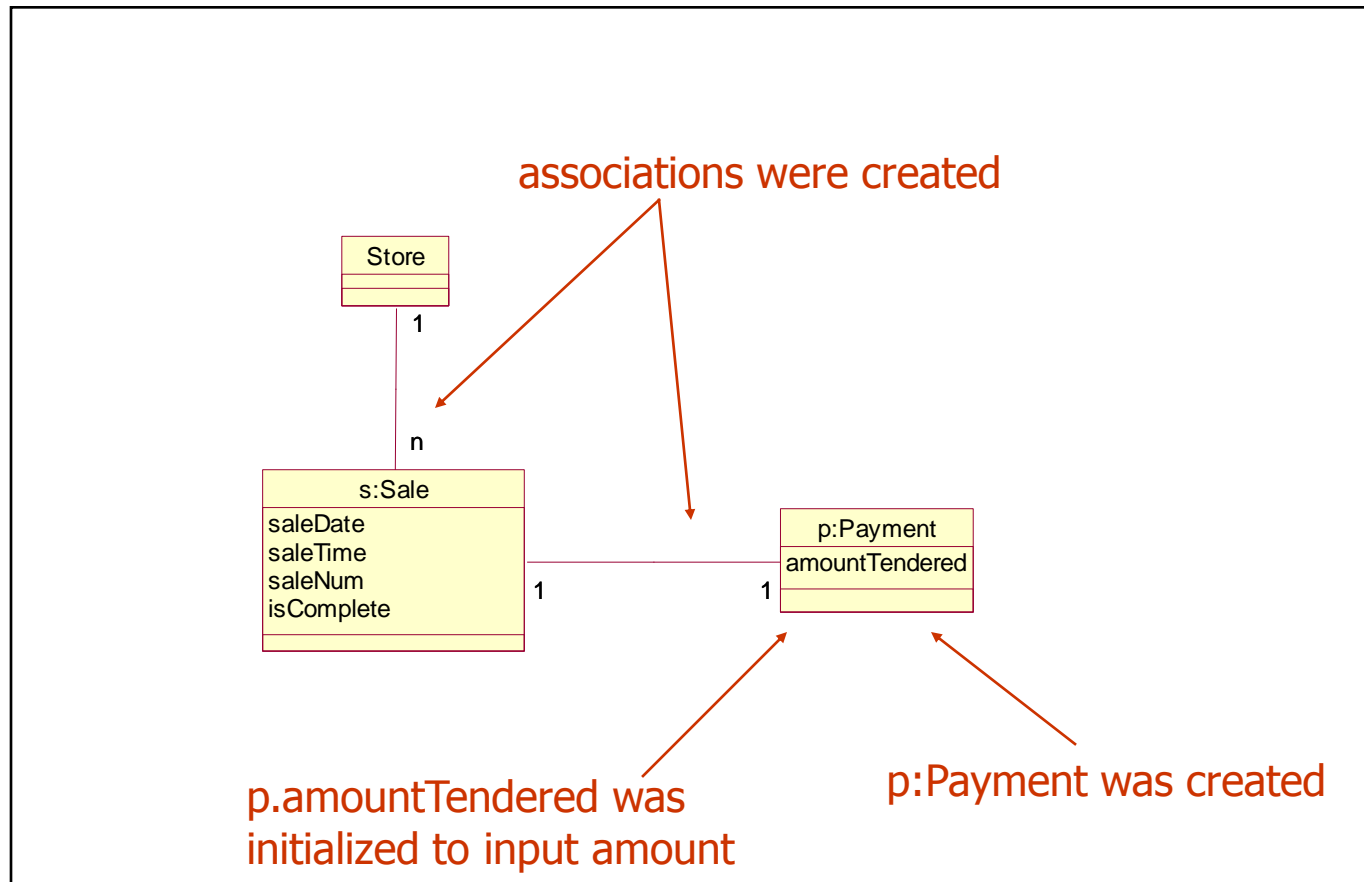 associations were created
Store
1
n
s:Sale
saleDate
saleTime
saleNum
isComplete
1
1
p:Payment
amountTendered
p.amountTendered was
initialized to input amount
p:Payment was created